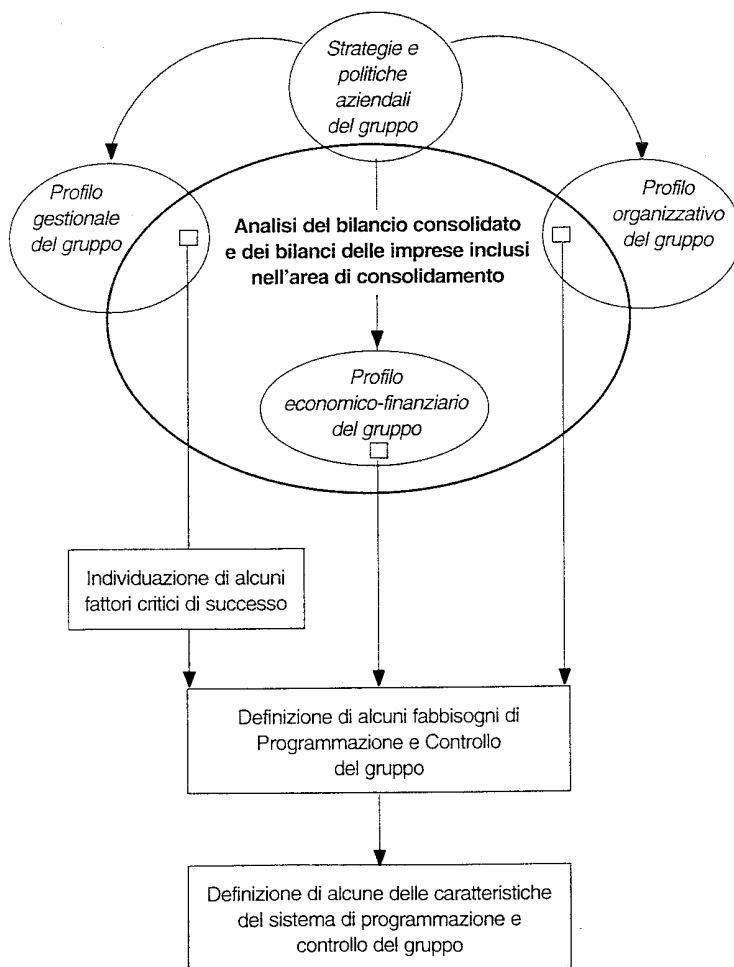 Strategie e
politiche
aziendali
del gruppo
Profilo
gestionale
del gruppo
Profilo
organizzativo
del gruppo
Analisi del bilancio consolidato
e dei bilanci delle imprese inclusi
nell'area di consolidamento
Profilo
economico-finanziario
del gruppo
Individuazione di alcuni
fattori critici di successo
Definizione di alcuni fabbisogni di
Programmazione e Controllo
del gruppo
Definizione di alcune delle caratteristiche
del sistema di programmazione e
controllo del gruppo